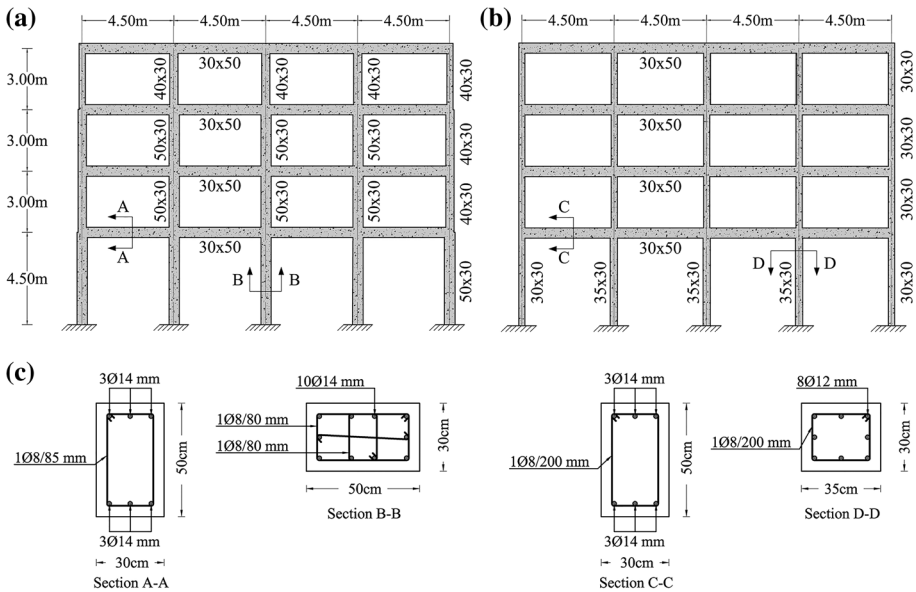 (a)
4.50m 4.50m 4.50m 4.50m
3.00m
3.00m
3.00m
4.50m
30x50
40x30 40x30 40x30 40x30
30x50
50x30 50x30 50x30 40x30
30x50
50x30 50x30 50x30 40x30
30x50
50x30
A
A
B B
(b)
4.50m 4.50m 4.50m 4.50m
30x50
30x30
30x50
30x30
30x50
30x30
30x50
30x30 35x30 35x30 30x30
C
C
D D
(c)
3Ø14 mm
1Ø8/85 mm
50cm
3Ø14 mm
30cm
Section A-A
10Ø14 mm
1Ø8/80 mm
1Ø8/80 mm
30cm
50cm
Section B-B
3Ø14 mm
1Ø8/200 mm
50cm
3Ø14 mm
30cm
Section C-C
8Ø12 mm
1Ø8/200 mm
30cm
35cm
Section D-D